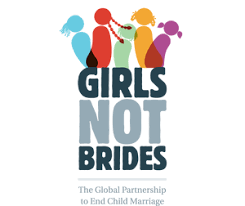 GIRLS
NOT
BRIDES
The Global Partnership
to End Child Marriage